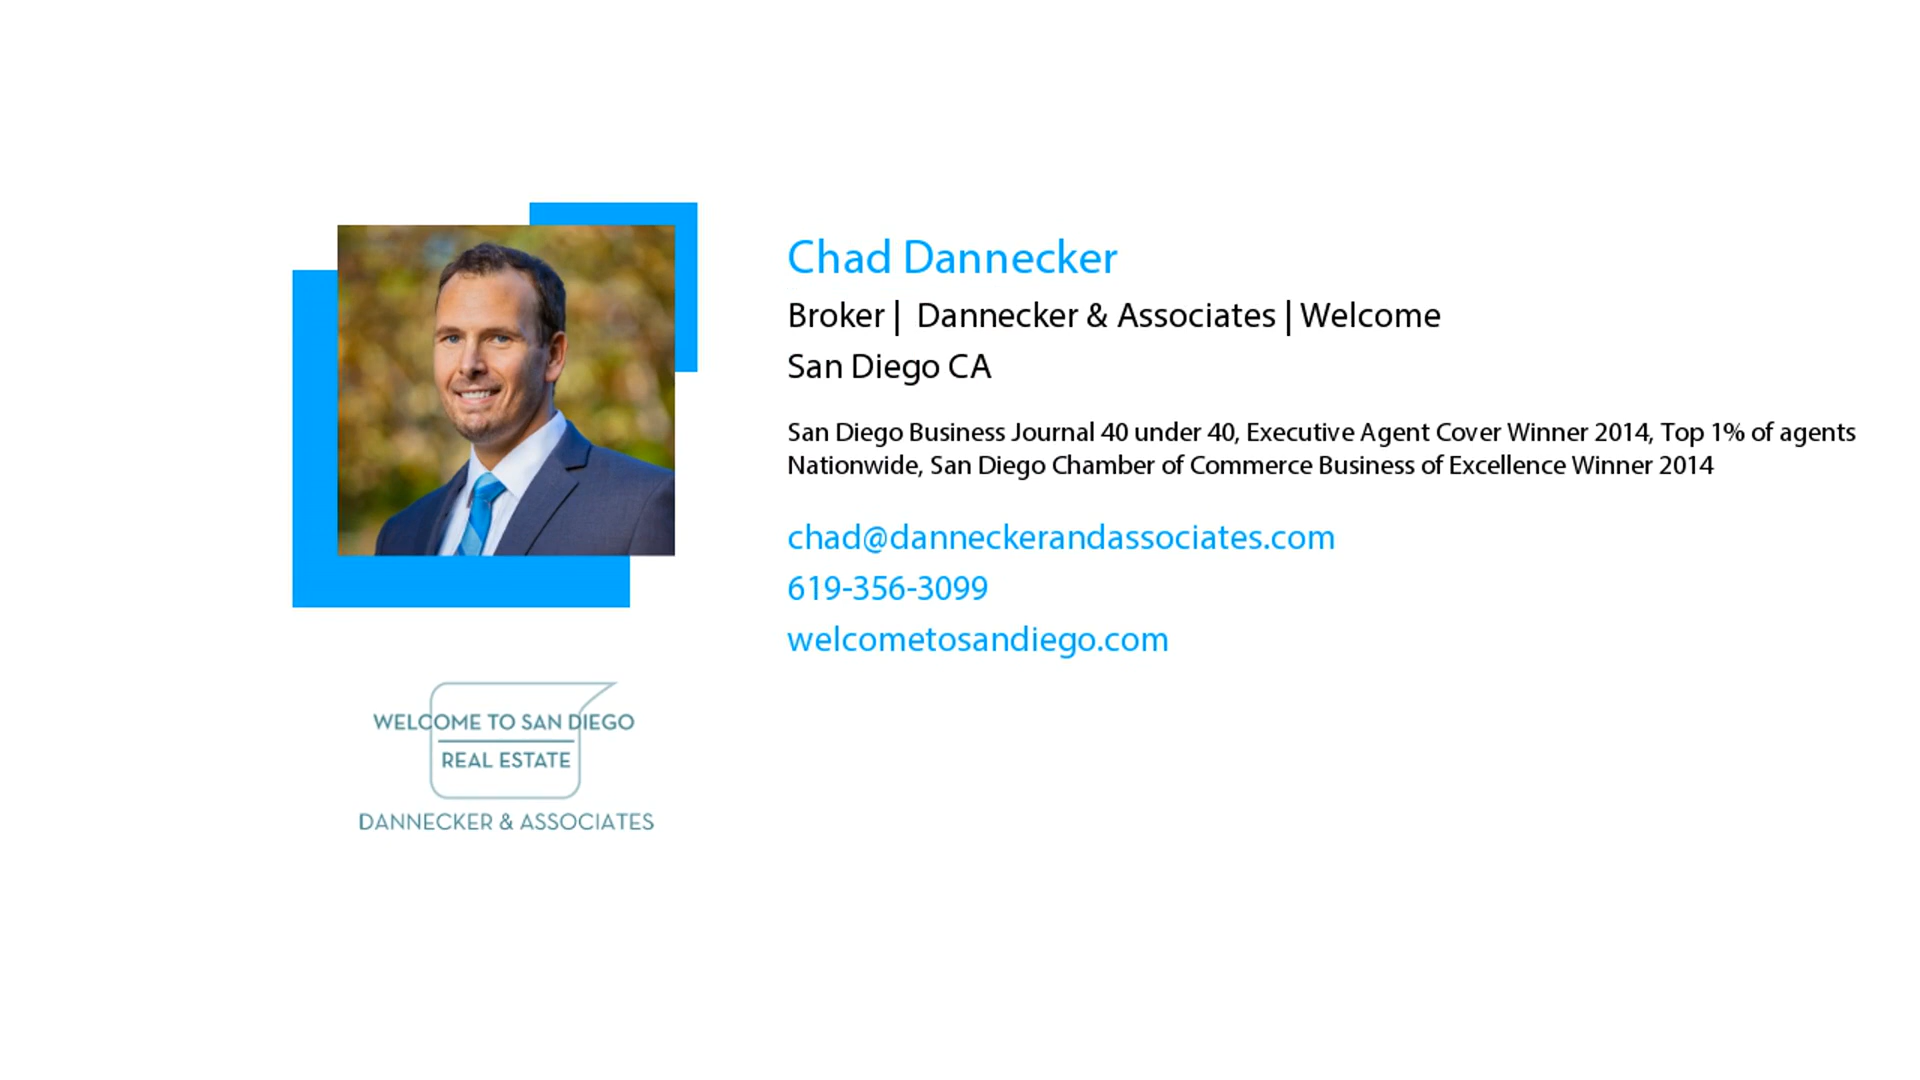 Chad Dannecker
Broker | Dannecker & Associates | Welcome
San Diego CA
San Diego Business Journal 40 under 40, Executive Agent Cover Winner 2014, Top 1% of agents
Nationwide, San Diego Chamber of Commerce Business of Excellence Winner 2014
chad@danneckerandassociates.com
619-356-3099
welcometosandiego.com
WELCOME TO SAN DIEGO
REAL ESTATE
DANNECKER & ASSOCIATES